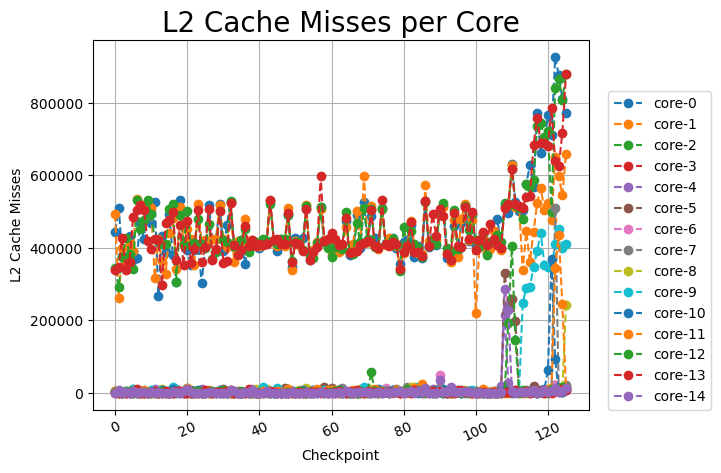 L2 Cache Misses per Core
L2 Cache Misses
800000
600000
400000
200000
0
0
20
40
60
80
100
120
Checkpoint
core-0
core-1
core-2
core-3
core-4
core-5
core-6
core-7
core-8
core-9
core-10
core-11
core-12
core-13
core-14